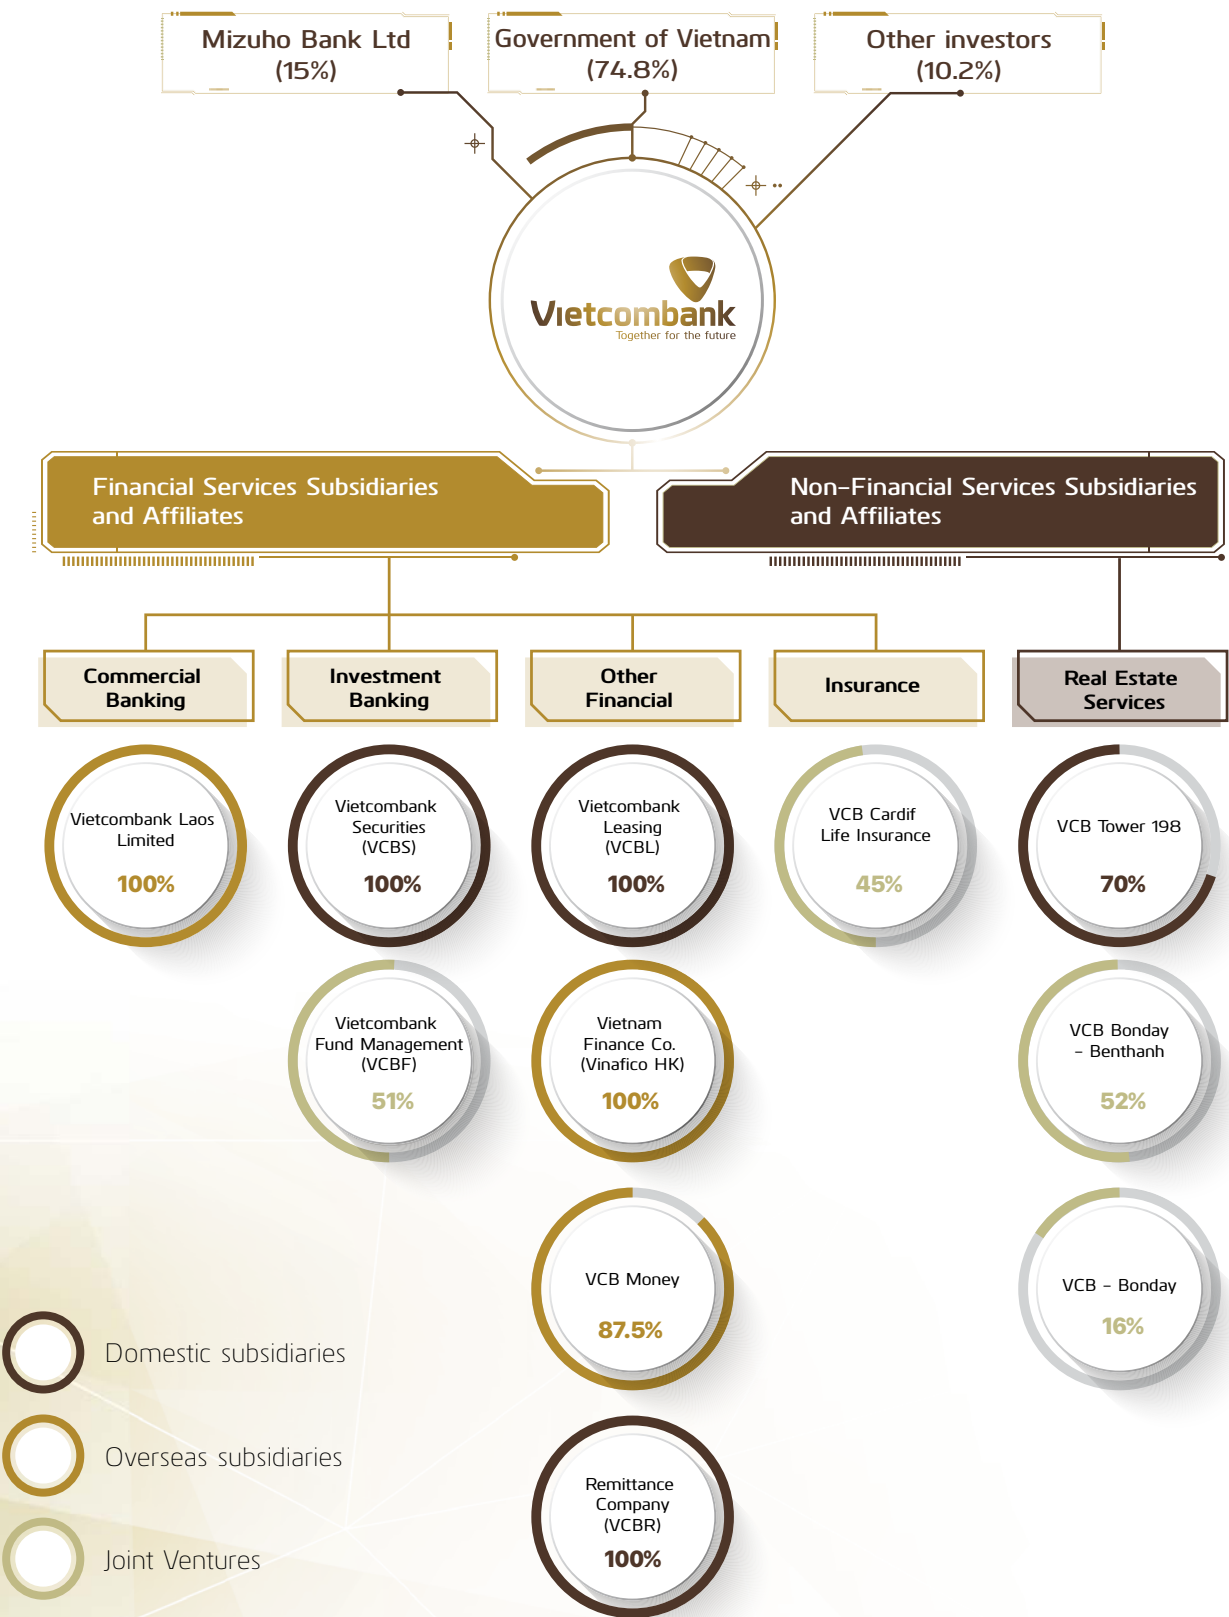 Mizuho Bank Ltd
(15%)
Government of Vietnam
(74.8%)
Other investors
(10.2%)
Vietcombank
Together for the future
Financial Services Subsidiaries
and Affiliates
Non-Financial Services Subsidiaries
and Affiliates
Commercial
Banking
Investment
Banking
Other
Financial
Insurance
Real Estate
Services
Vietcombank Laos
Limited
100%
Vietcombank
Securities
(VCBS)
100%
Vietcombank
Leasing
(VCBL)
100%
VCB Cardif
Life Insurance
45%
VCB Tower 198
70%
Vietcombank
Fund Management
(VCBF)
51%
Vietnam
Finance Co.
(Vinafico HK)
100%
VCB Bonday
- Benthanh
52%
VCB Money
87.5%
VCB - Bonday
16%
Remittance
Company
(VCBR)
100%
Domestic subsidiaries
Overseas subsidiaries
Joint Ventures